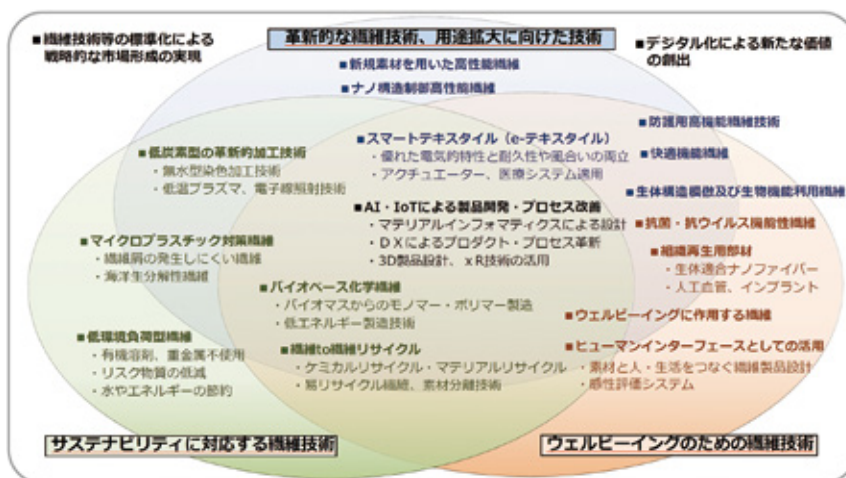 ■繊維技術等の標準化による
戦略的な市場形成の実現
革新的な繊維技術、用途拡大に向けた技術
■デジタル化による新たな価値
の創出
■新規素材を用いた高性能繊維
■ナノ構造制御高性能繊維
■防護用高機能繊維技術
■スマートテキスタイル（e-テキスタイル）
・優れた電気的特性と耐久性や風合いの両立
・アクチュエーター、医療システム適用
■快適機能繊維
■低炭素型の革新的加工技術
・無水型染色加工技術
・低温プラズマ、電子線照射技術
■生体構造模倣及び生物機能利用繊維
■AI・IoTによる製品開発・プロセス改善
・マテリアルインフォマティクスによる設計
・DXによるプロダクト・プロセス革新
・3D製品設計、xR技術の活用
■抗菌・抗ウイルス機能性繊維
■マイクロプラスチック対策繊維
・繊維屑の発生しにくい繊維
・海洋生分解性繊維
■組織再生用部材
・生体適合ナノファイバー
・人工血管、インプラント
■バイオベース化学繊維
・バイオマスからのモノマー・ポリマー製造
・低エネルギー製造技術
■ウェルビーイングに作用する繊維
■低環境負荷型繊維
・有機溶剤、重金属不使用
・リスク物質の低減
・水やエネルギーの節約
■繊維to繊維リサイクル
・ケミカルリサイクル・マテリアルリサイクル
・易リサイクル繊維、素材分離技術
■ヒューマンインターフェースとしての活用
・素材と人・生活をつなぐ繊維製品設計
・感性評価システム
サステナビリティに対応する繊維技術
ウェルビーイングのための繊維技術